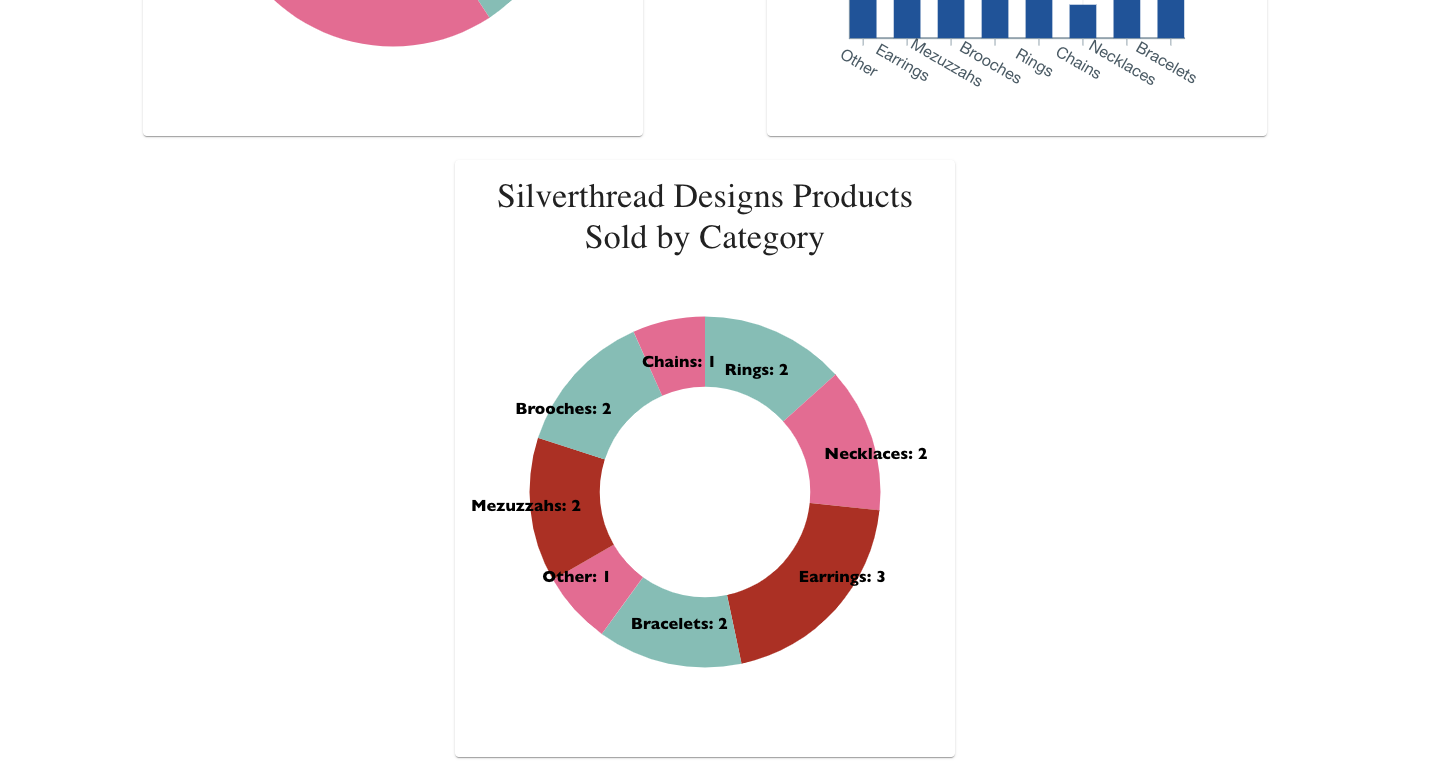 Other
Earrings
Mezuzzahs
Brooches
Rings
Chains
Necklaces
Bracelets
Silverthread Designs Products
Sold by Category
Chains: 1
Rings: 2
Brooches: 2
Necklaces: 2
Mezuzzahs: 2
Other: 1
Earrings: 3
Bracelets: 2